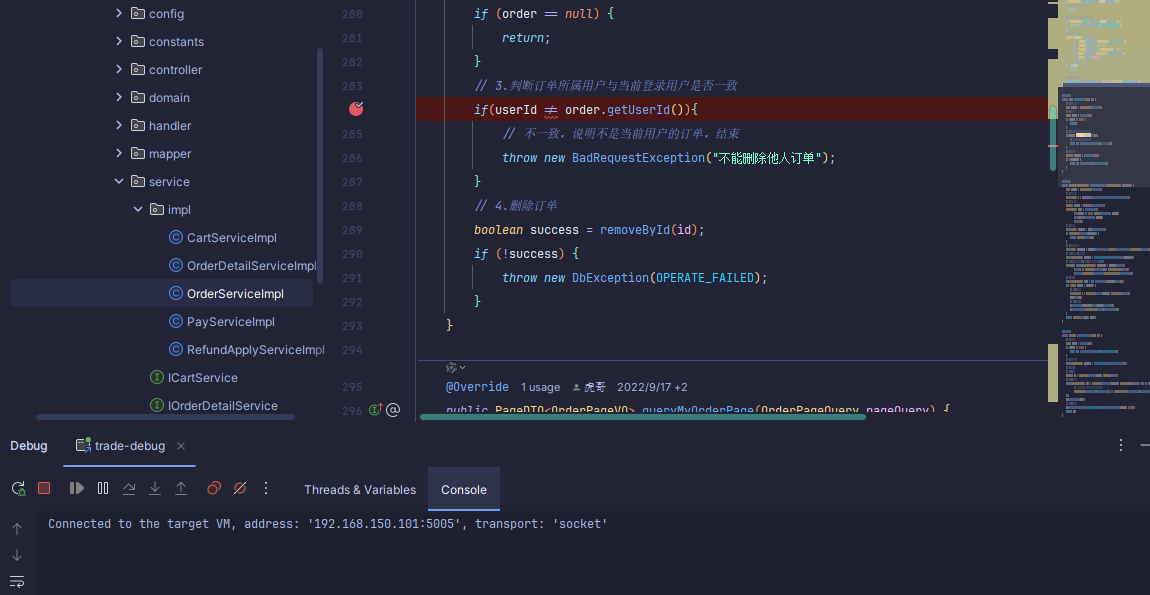 config
constants
controller
domain
handler
mapper
service
impl
CartServiceImpl
OrderDetailServiceImpl
OrderServiceImpl
PayServiceImpl
RefundApplyServiceImpl
ICartService
IOrderDetailService
280 if (order == null) {
281 return;
282 }
283 // 3.判断订单所属用户与当前登录用户是否一致
if(userId != order.getUserId()){
285 // 不一致，说明不是当前用户的订单，结束
286 throw new BadRequestException("不能删除他人订单");
287 }
288 // 4.删除订单
289 boolean success = removeById(id);
290 if (!success) {
291 throw new DbException(OPERATE_FAILED);
292 }
293 }
294
295 @Override 1 usage 虎哥 2022/9/17 +2
296 public PageDTO<OrderPageVO> queryMyOrderPage(OrderPageQuery pageQuery) {
Debug trade-debug
Threads & Variables Console
Connected to the target VM, address: '192.168.150.101:5005', transport: 'socket'